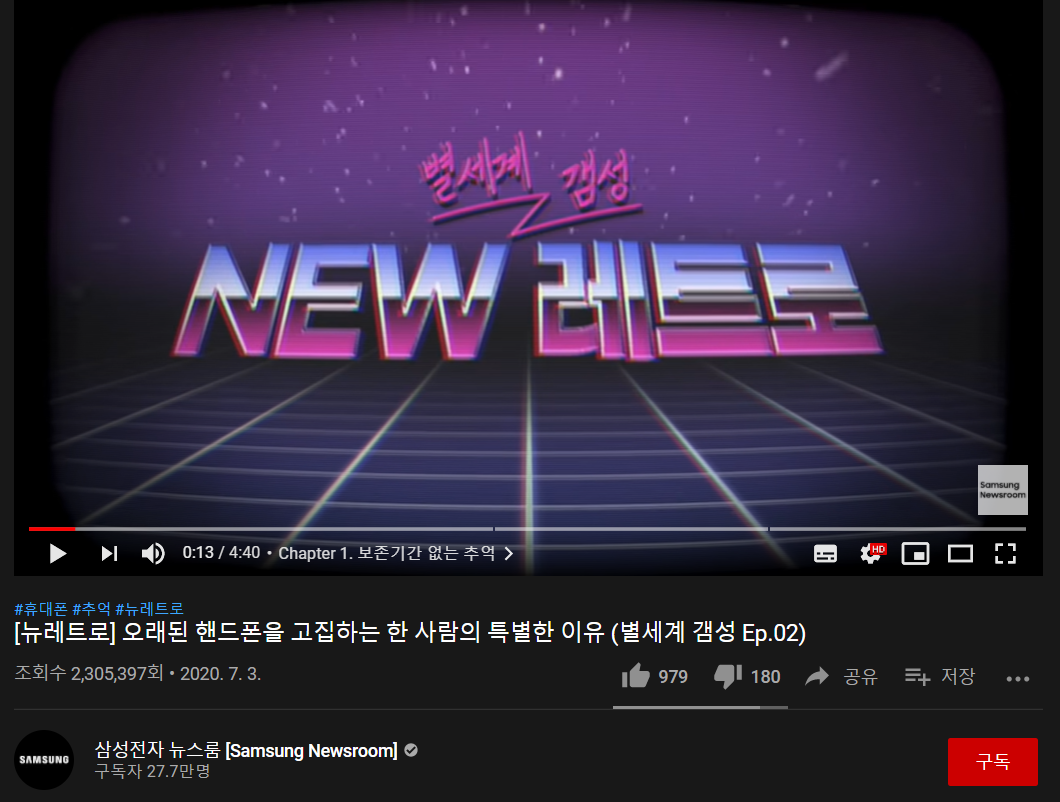 별세계 갬성
NEW 레트로
Samsung
Newsroom
0:13 / 4:40 • Chapter 1. 보존기간 없는 추억
HD
#휴대폰 #추억 #뉴레트로
[뉴레트로] 오래된 핸드폰을 고집하는 한 사람의 특별한 이유 (별세계 갬성 Ep.02)
조회수 2,305,397회 • 2020. 7. 3.
979 180 공유 저장
SAMSUNG
삼성전자 뉴스룸 [Samsung Newsroom]
구독자 27.7만명
구독